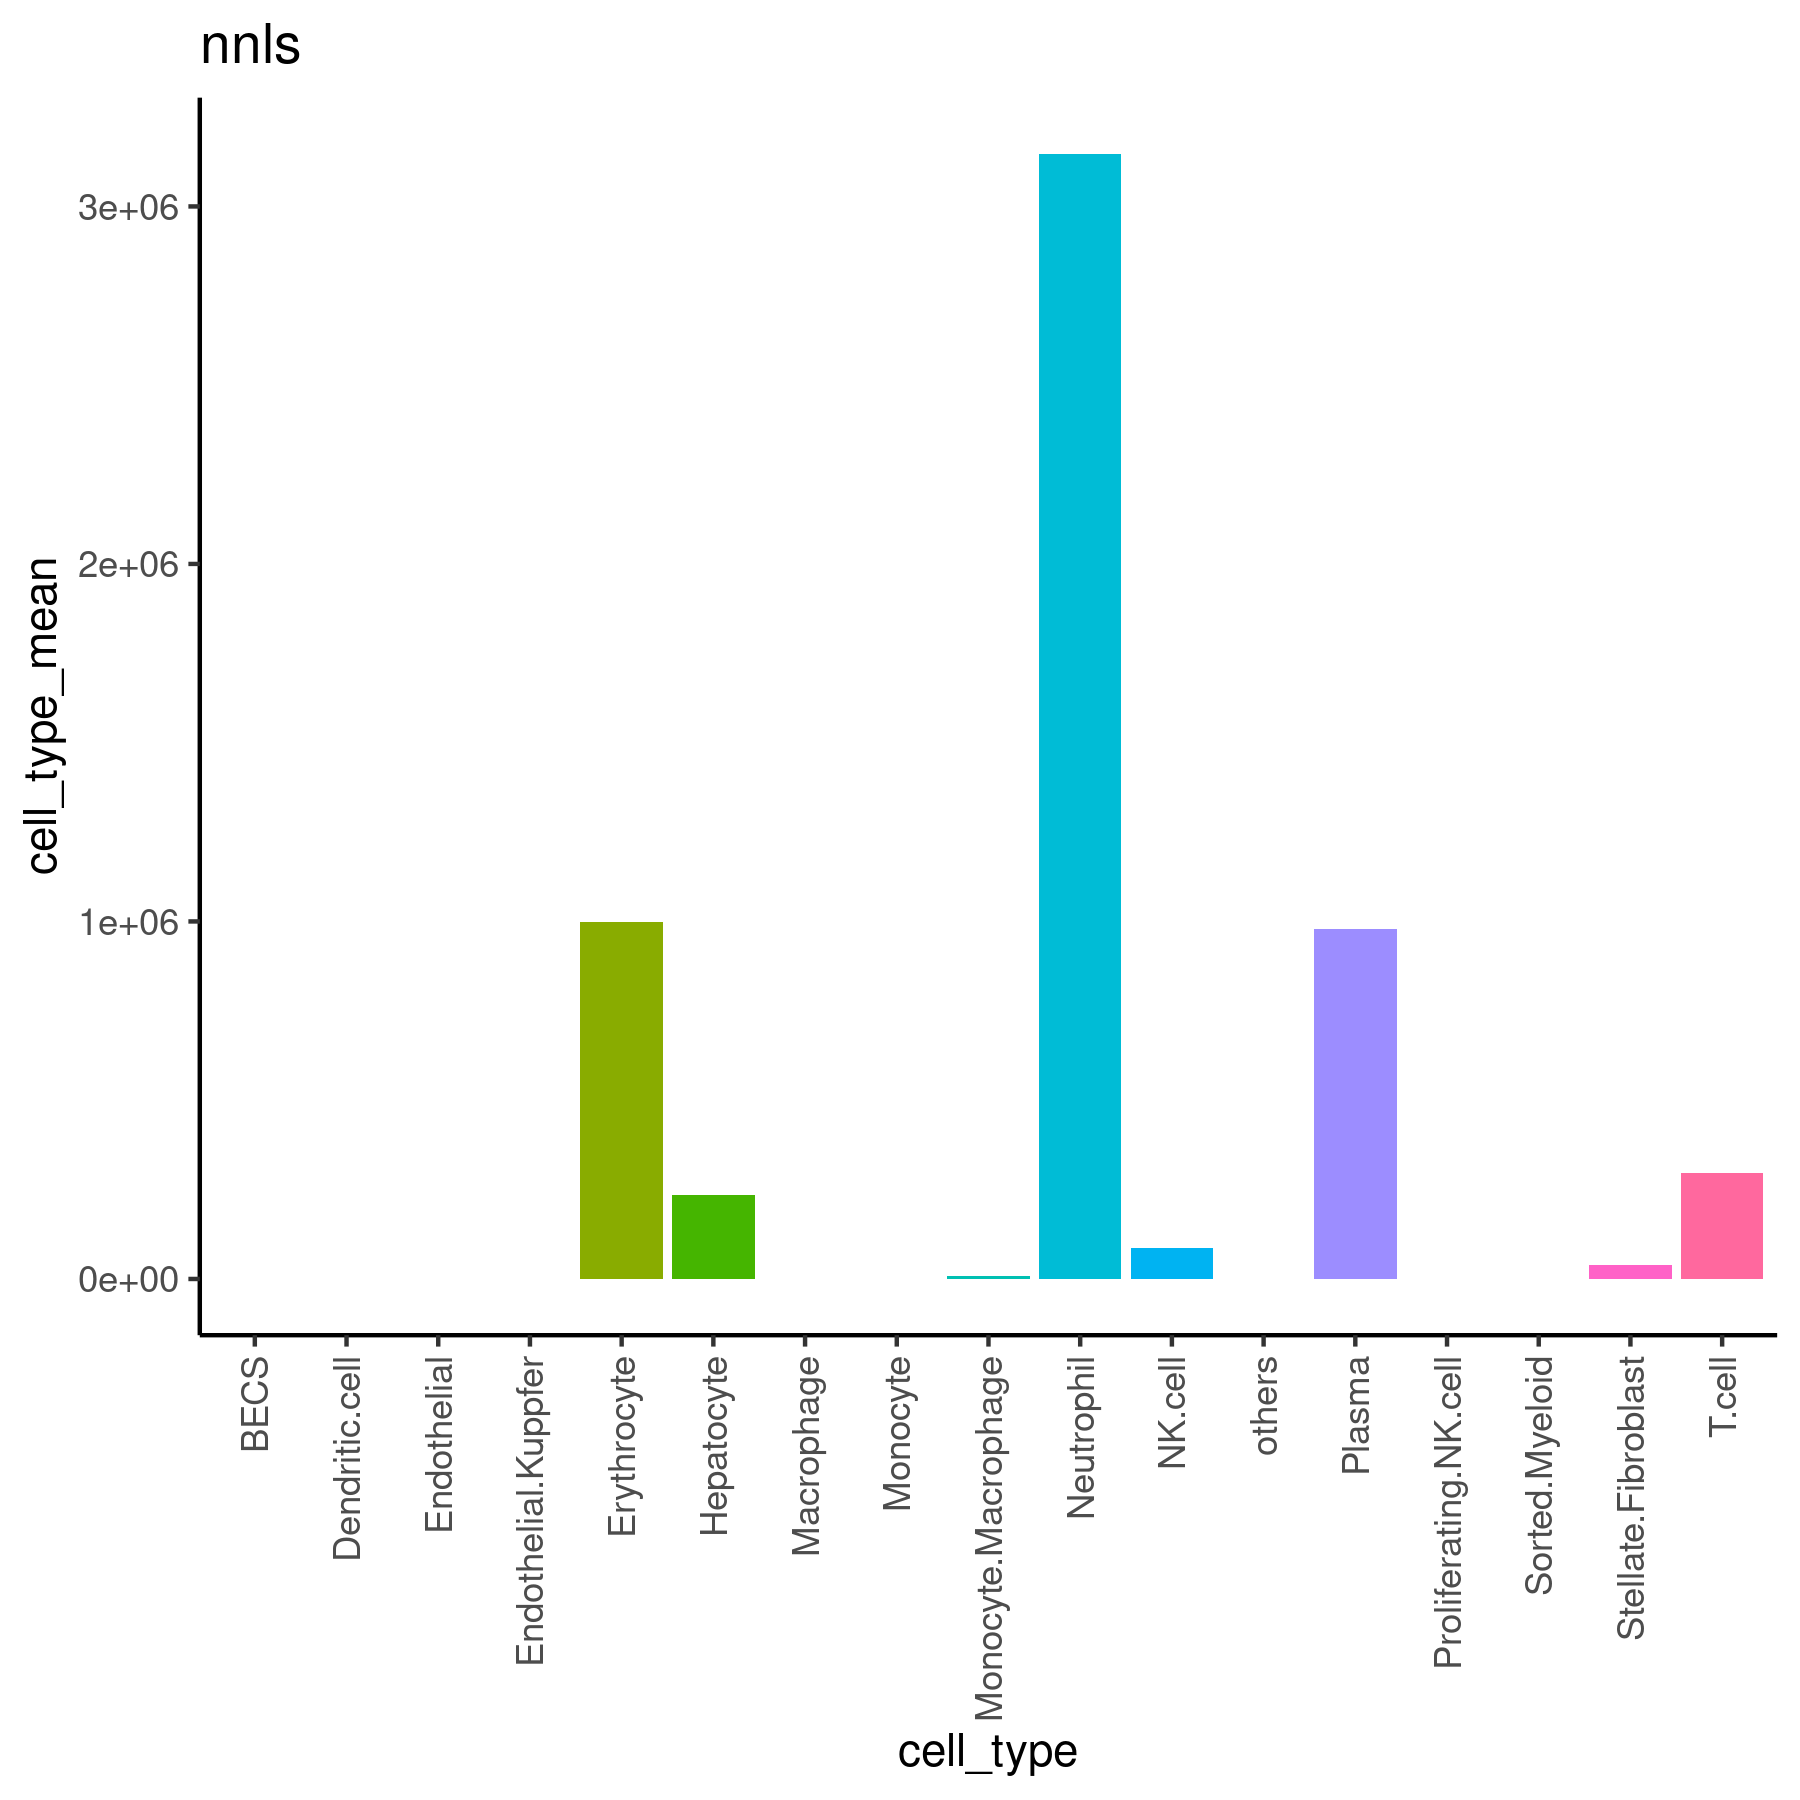 nnls
cell_type_mean
3e+06
2e+06
1e+06
0e+00
BECS
Dendritic.cell
Endothelial
Endothelial.Kuppfer
Erythrocyte
Hepatocyte
Macrophage
Monocyte
Monocyte.Macrophage
Neutrophil
NK.cell
others
Plasma
Proliferating.NK.cell
Sorted.Myeloid
Stellate.Fibroblast
T.cell
cell_type